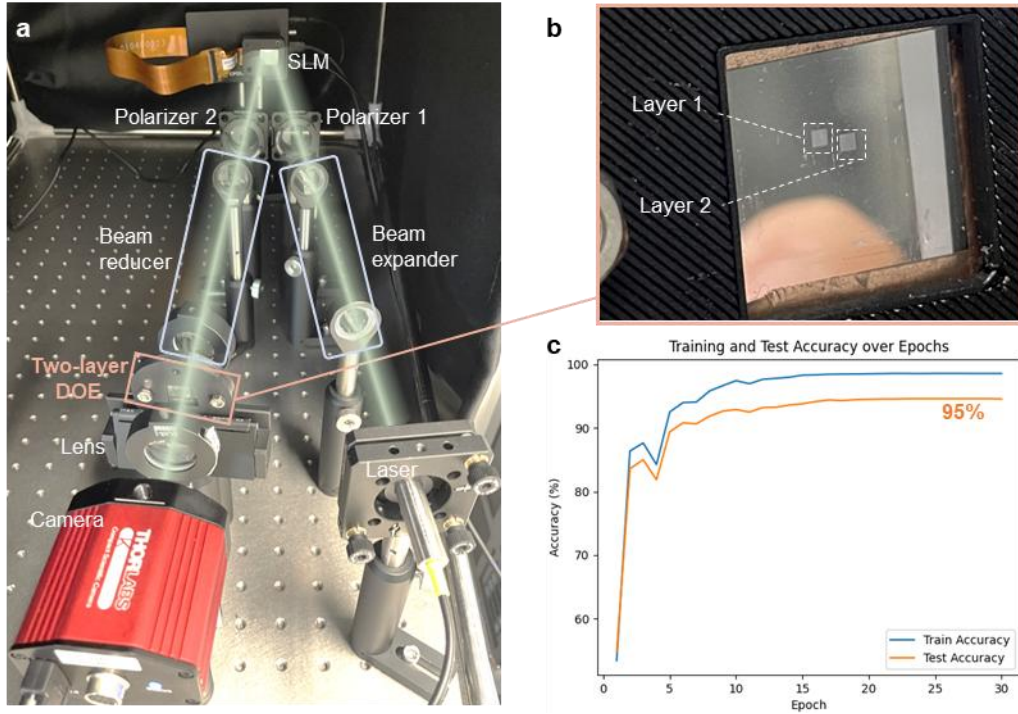 a
SLM
Polarizer 2
Polarizer 1
Beam
reducer
Beam
expander
Two-layer
DOE
Lens
Laser
Camera
THORLABS
b
Layer 1
Layer 2
c
Training and Test Accuracy over Epochs
Accuracy (%)
100
90
80
70
60
95%
Train Accuracy
Test Accuracy
0
5
10
15
20
25
30
Epoch